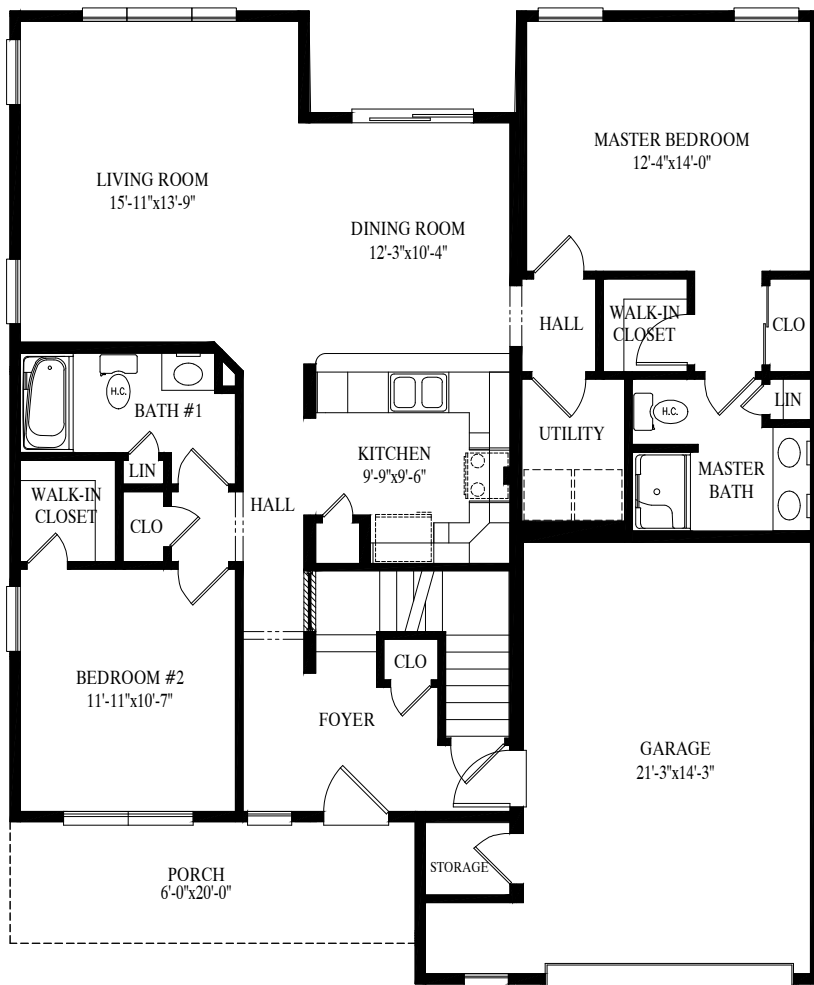 MASTER BEDROOM
12'-4"x14'-0"
LIVING ROOM
15'-11"x13'-9"
DINING ROOM
12'-3"x10'-4"
HALL
WALK-IN
CLOSET
CLO
H.C.
BATH #1
LIN
H.C.
LIN
UTILITY
KITCHEN
9'-9"x9'-6"
MASTER
BATH
LIN
WALK-IN
CLOSET
CLO
HALL
BEDROOM #2
11'-11"x10'-7"
CLO
FOYER
GARAGE
21'-3"x14'-3"
PORCH
6'-0"x20'-0"
STORAGE